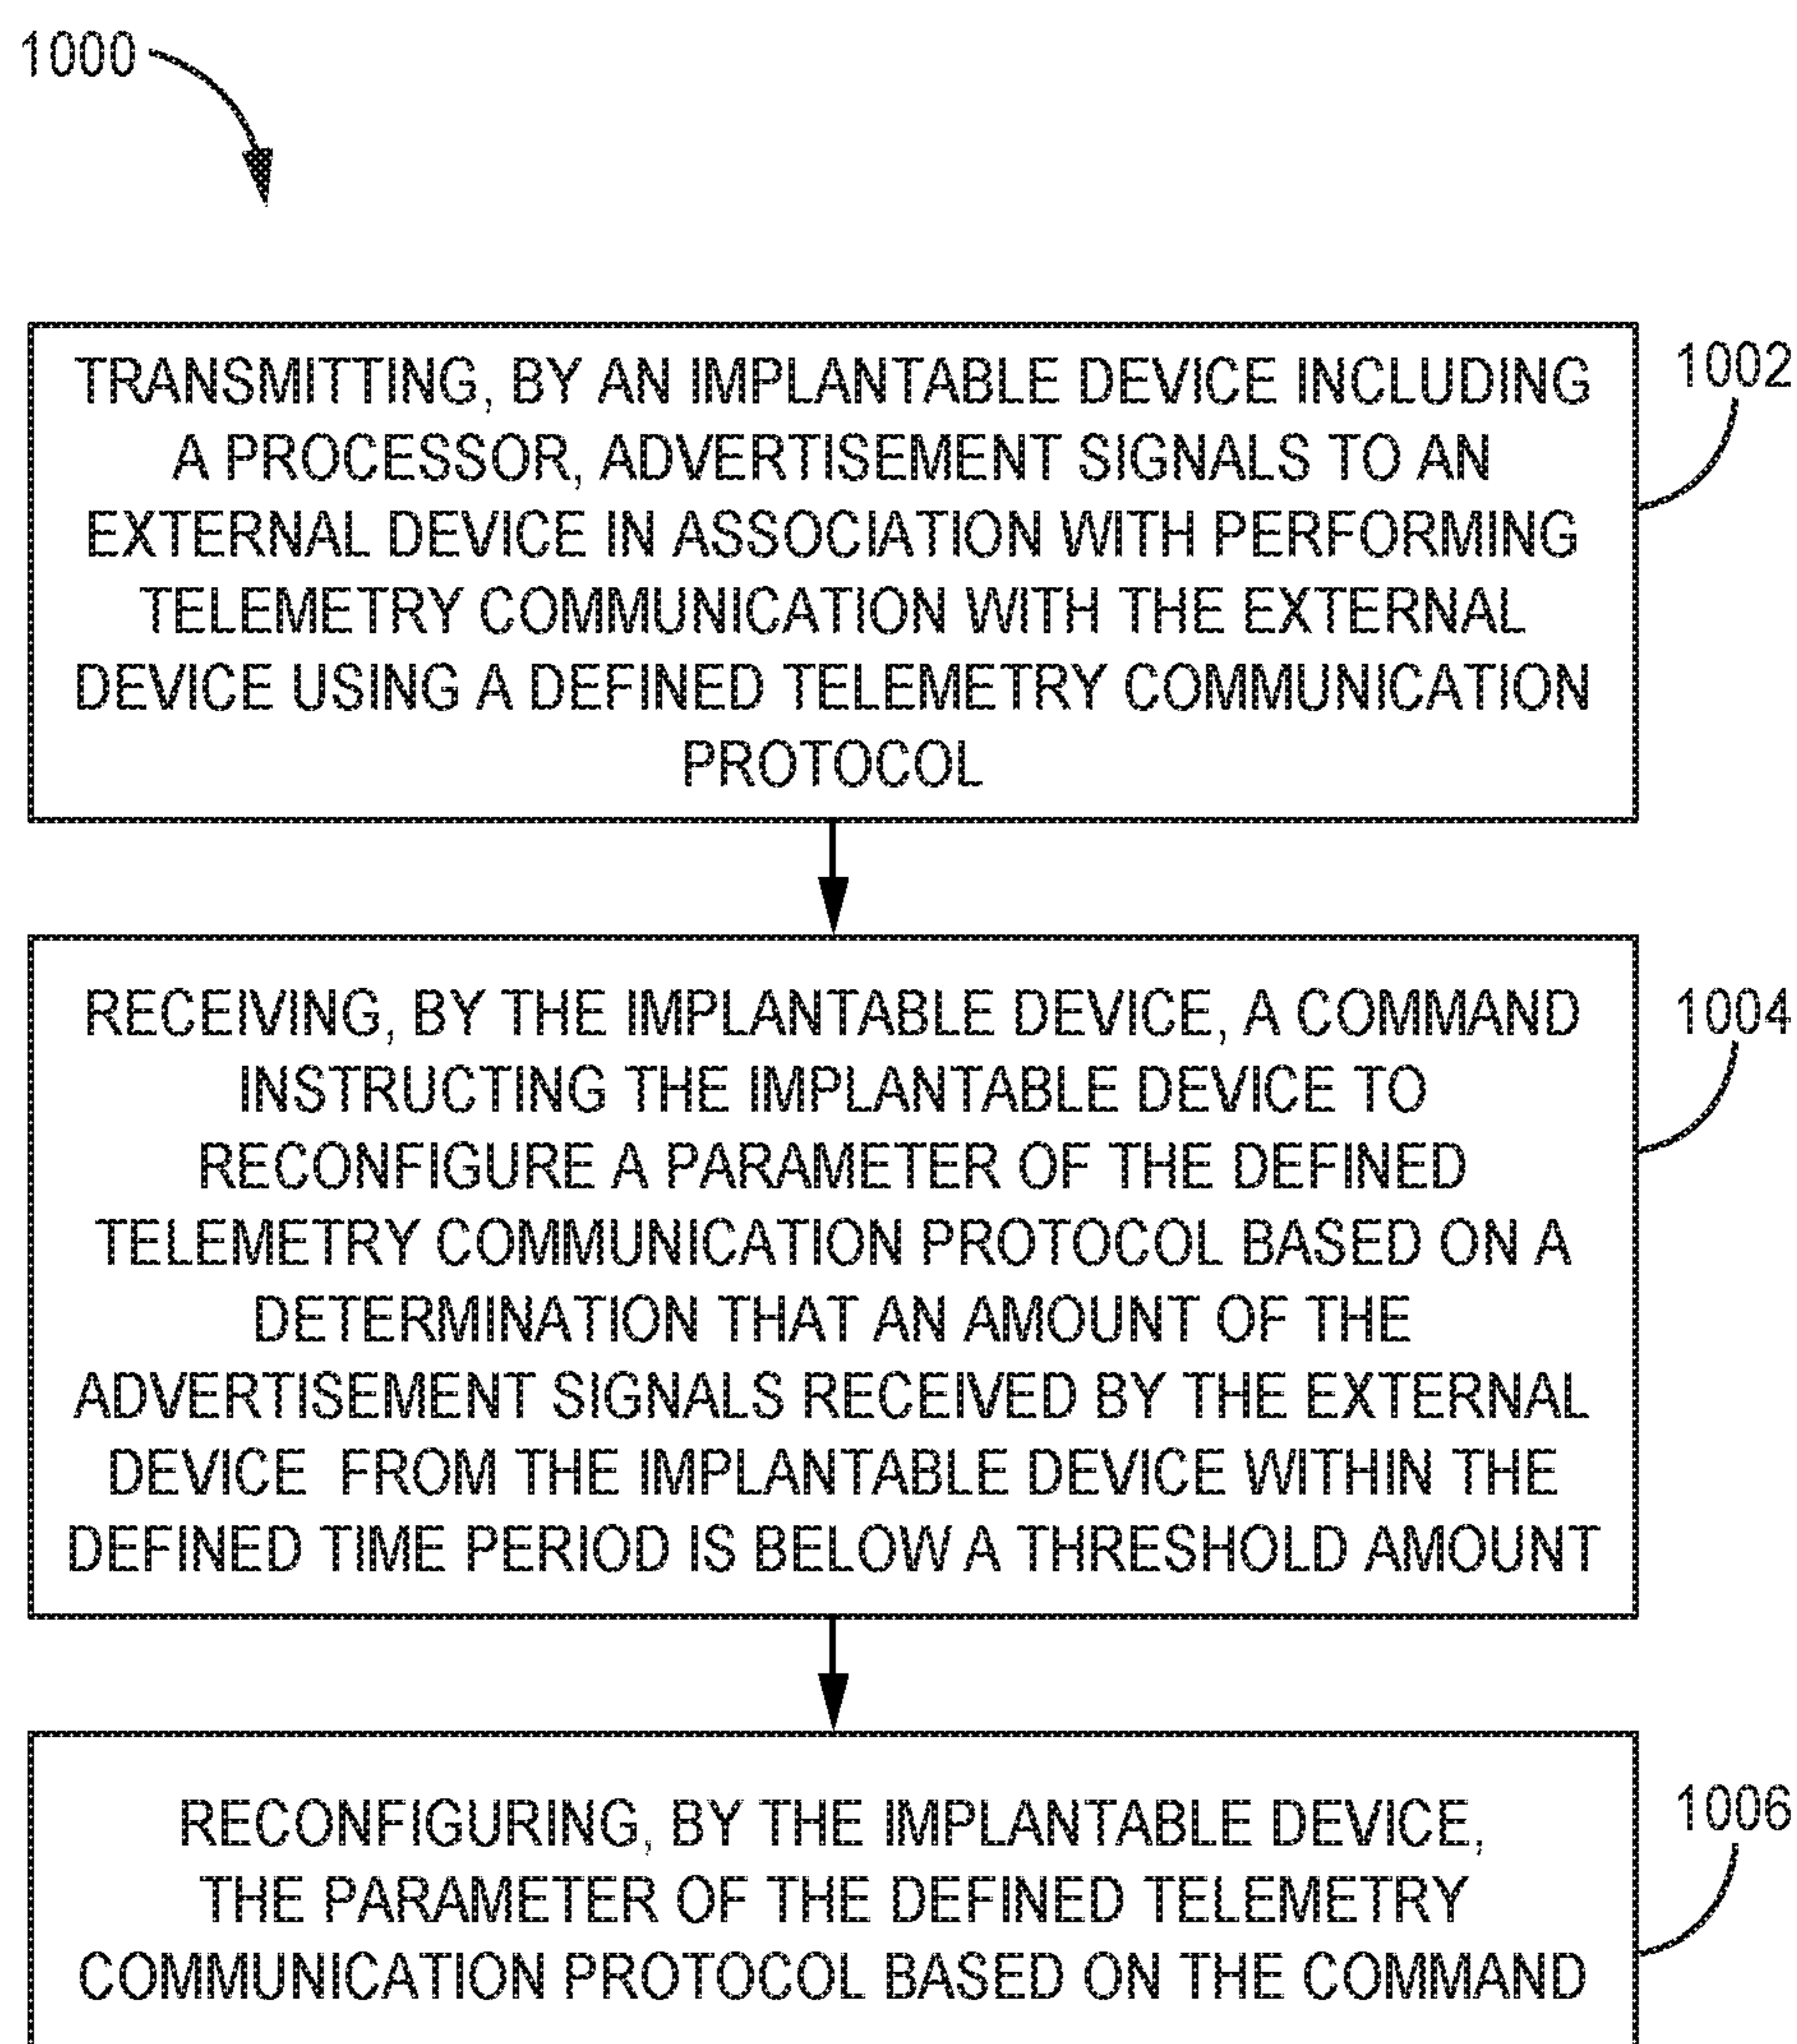 1000
TRANSMITTING, BY AN IMPLANTABLE DEVICE INCLUDING
A PROCESSOR, ADVERTISEMENT SIGNALS TO AN
EXTERNAL DEVICE IN ASSOCIATION WITH PERFORMING
TELEMETRY COMMUNICATION WITH THE EXTERNAL
DEVICE USING A DEFINED TELEMETRY COMMUNICATION
PROTOCOL
1002
RECEIVING, BY THE IMPLANTABLE DEVICE, A COMMAND
INSTRUCTING THE IMPLANTABLE DEVICE TO
RECONFIGURE A PARAMETER OF THE DEFINED
TELEMETRY COMMUNICATION PROTOCOL BASED ON A
DETERMINATION THAT AN AMOUNT OF THE
ADVERTISEMENT SIGNALS RECEIVED BY THE EXTERNAL
DEVICE FROM THE IMPLANTABLE DEVICE WITHIN THE
DEFINED TIME PERIOD IS BELOW A THRESHOLD AMOUNT
1004
RECONFIGURING, BY THE IMPLANTABLE DEVICE,
THE PARAMETER OF THE DEFINED TELEMETRY
COMMUNICATION PROTOCOL BASED ON THE COMMAND
1006